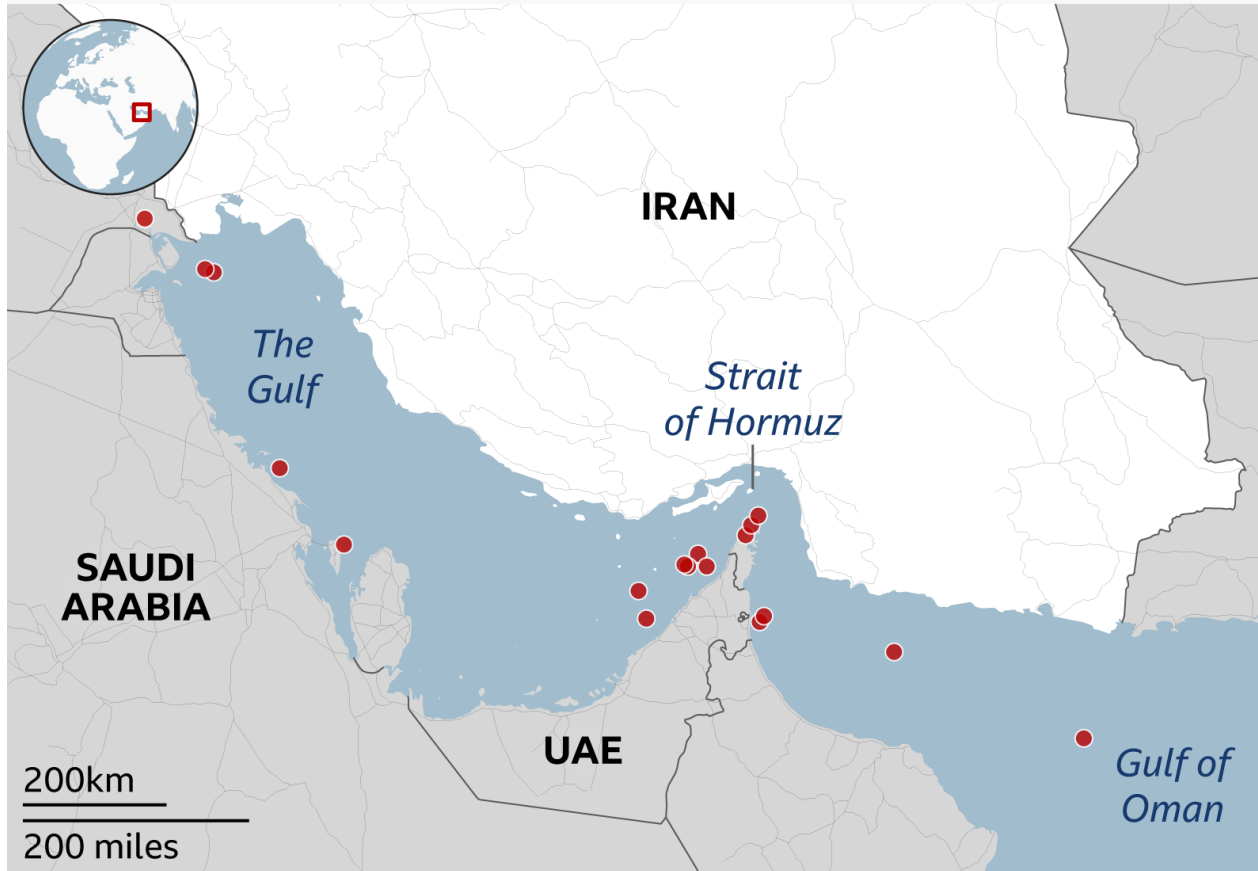 IRAN
The
Gulf
Strait
of Hormuz
SAUDI
ARABIA
UAE
Gulf of
Oman
200km
200 miles